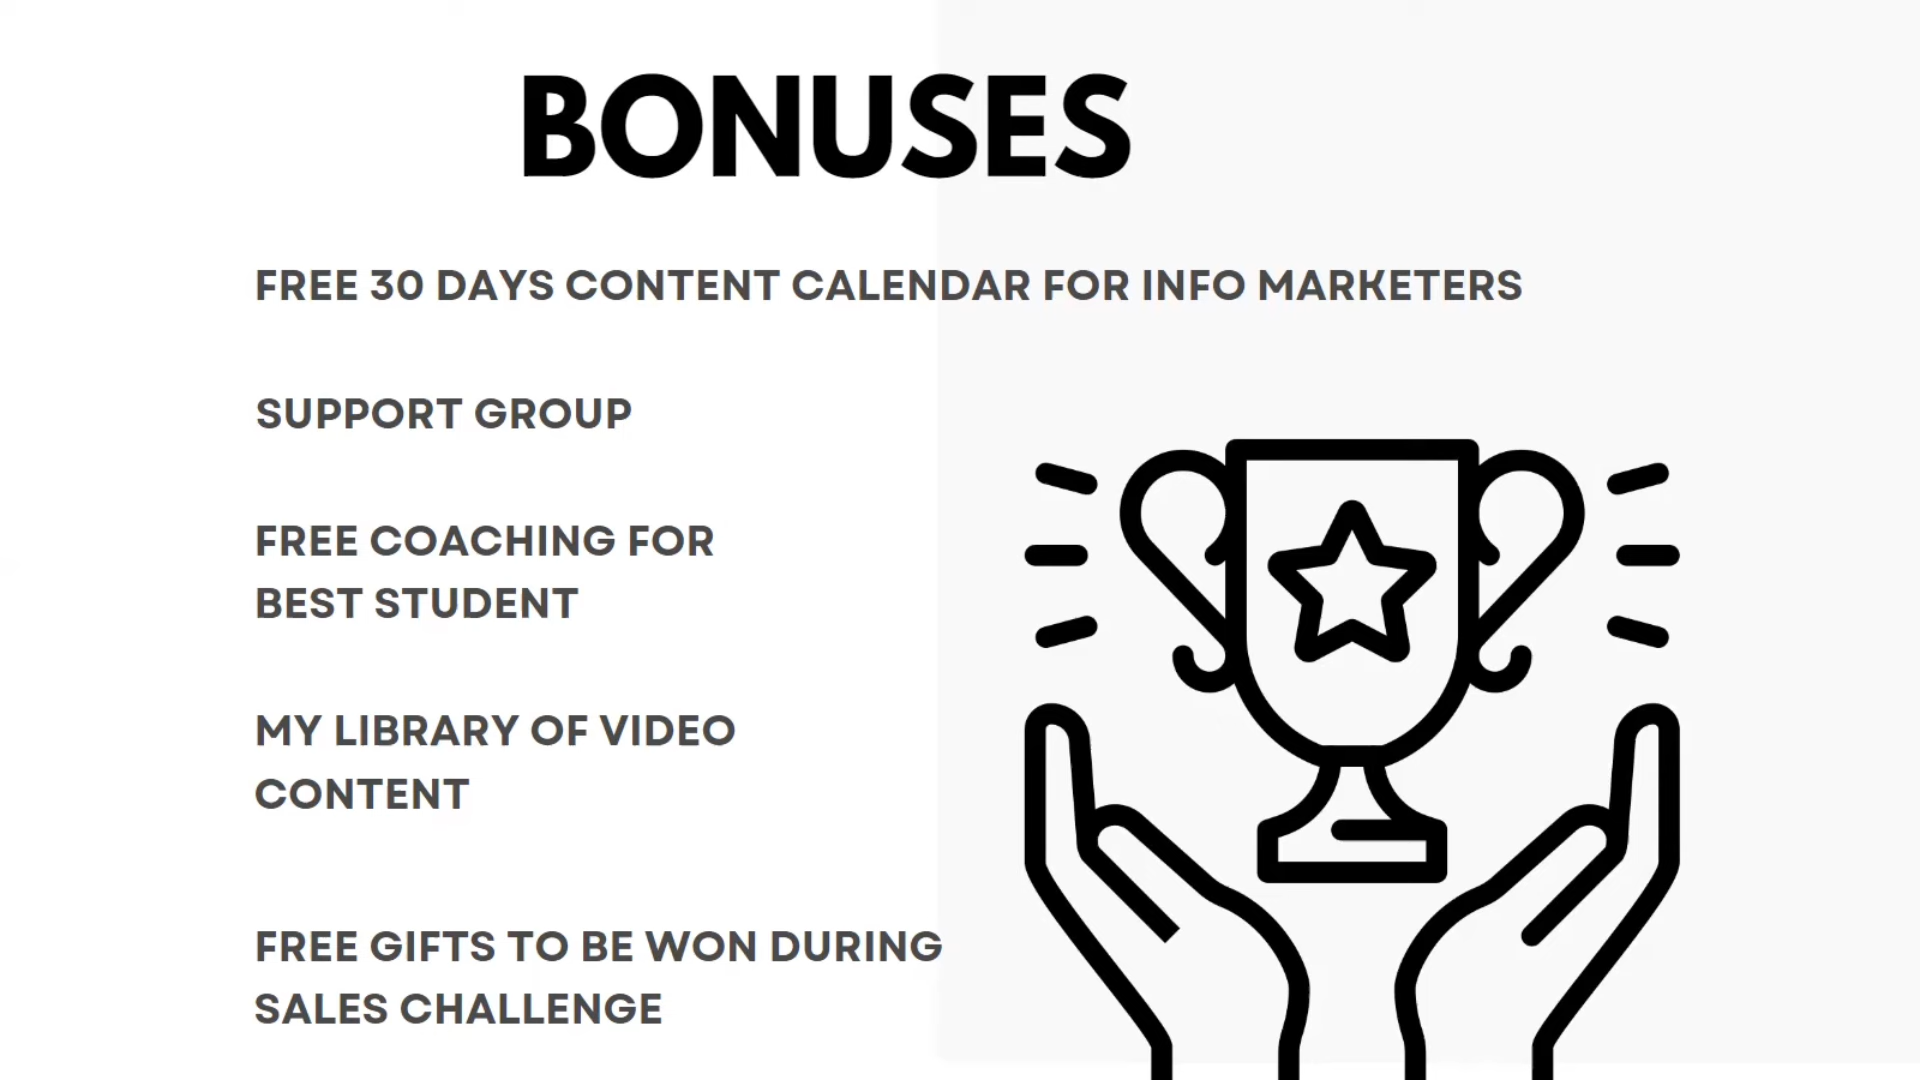 BONUSES
FREE 30 DAYS CONTENT CALENDAR FOR INFO MARKETERS
SUPPORT GROUP
FREE COACHING FOR
BEST STUDENT
MY LIBRARY OF VIDEO
CONTENT
FREE GIFTS TO BE WON DURING
SALES CHALLENGE